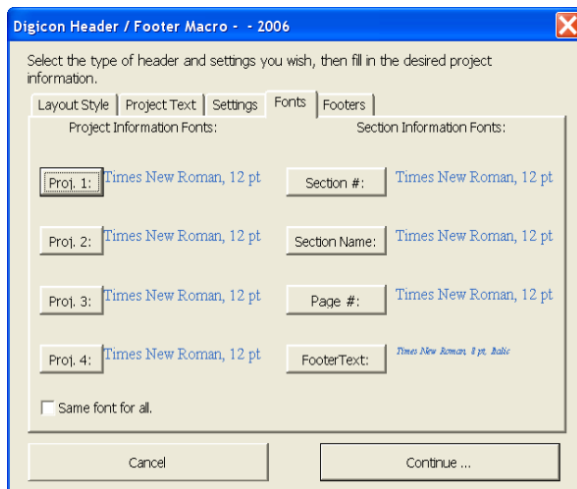 Digicon Header / Footer Macro - - 2006
Select the type of header and settings you wish, then fill in the desired project
information.
Layout Style Project Text Settings Fonts Footers
Project Information Fonts: Section Information Fonts:
Proj. 1: Times New Roman, 12 pt Section #: Times New Roman, 12 pt
Proj. 2: Times New Roman, 12 pt Section Name: Times New Roman, 12 pt
Proj. 3: Times New Roman, 12 pt Page #: Times New Roman, 12 pt
Proj. 4: Times New Roman, 12 pt FooterText: Times New Roman, 8 pt, Italic
Same font for all.
Cancel Continue ...